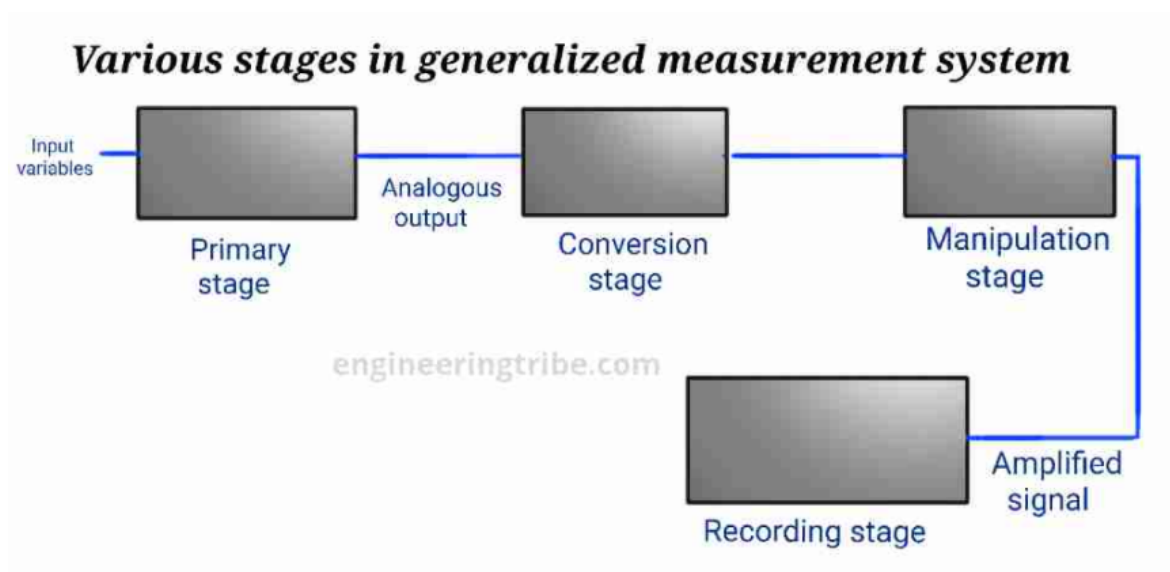 Various stages in generalized measurement system
Input
variables
Analogous
output
Primary
stage
Conversion
stage
Manipulation
stage
engineeringtribe.com
Amplified
signal
Recording stage